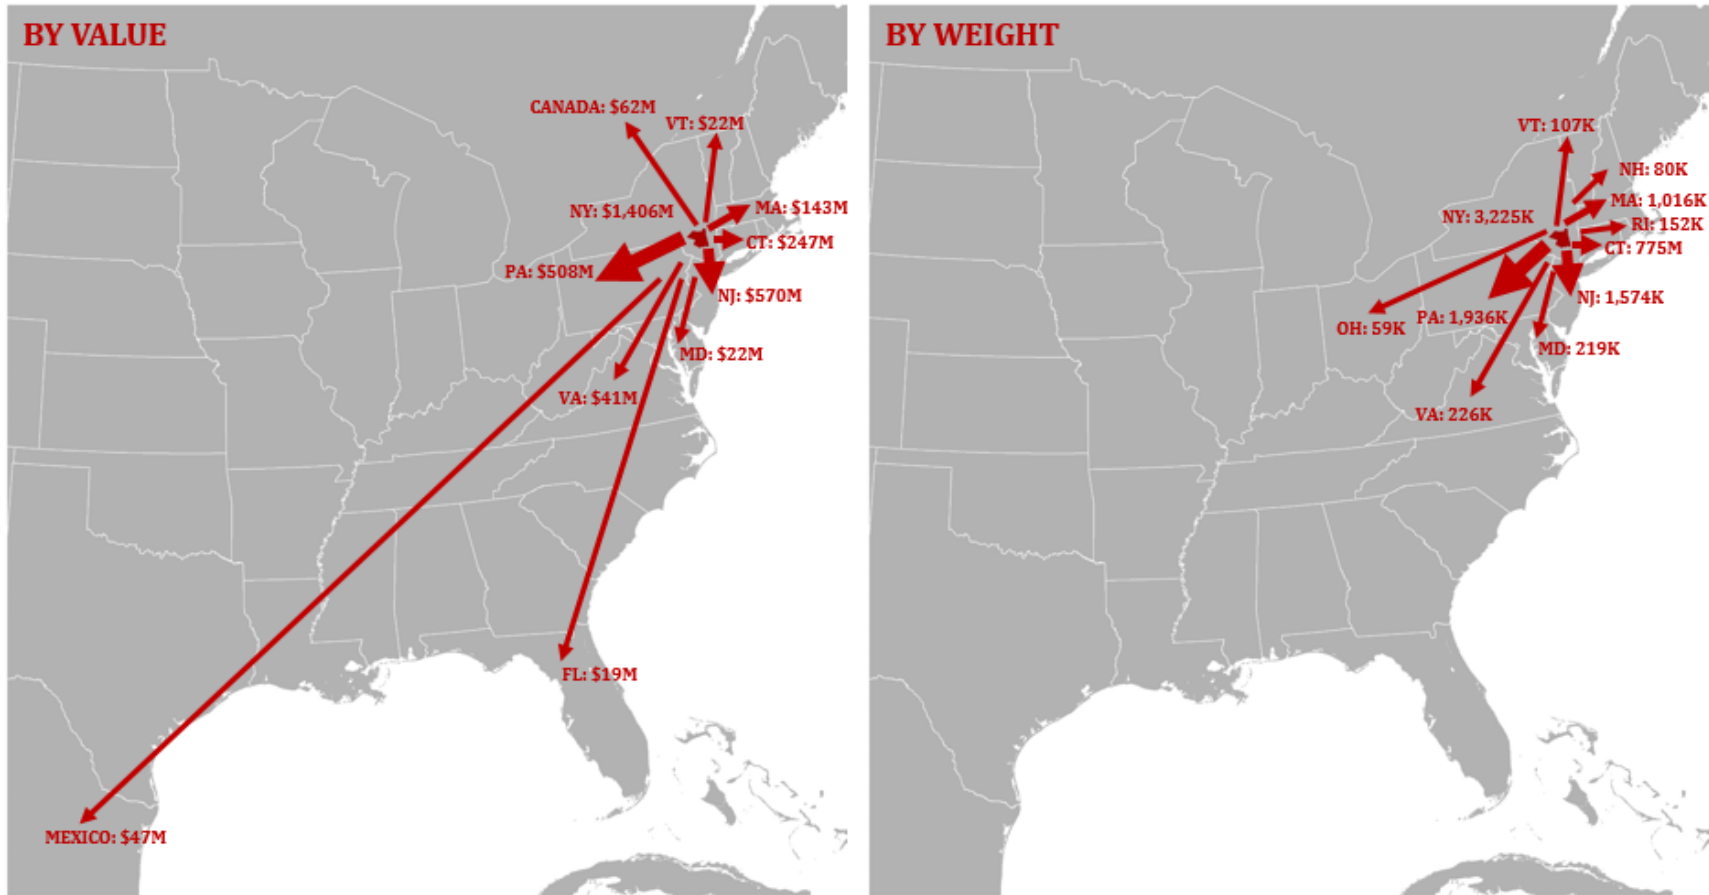 BY VALUE
CANADA: $62M
VT: $22M
NY: $1,406M
MA: $143M
CT: $247M
PA: $508M
NJ: $570M
MD: $22M
VA: $41M
FL: $19M
MEXICO: $47M
BY WEIGHT
VT: 107K
NH: 80K
MA: 1,016K
NY: 3,225K
RI: 152K
CT: 775M
NJ: 1,574K
PA: 1,936K
OH: 59K
MD: 219K
VA: 226K